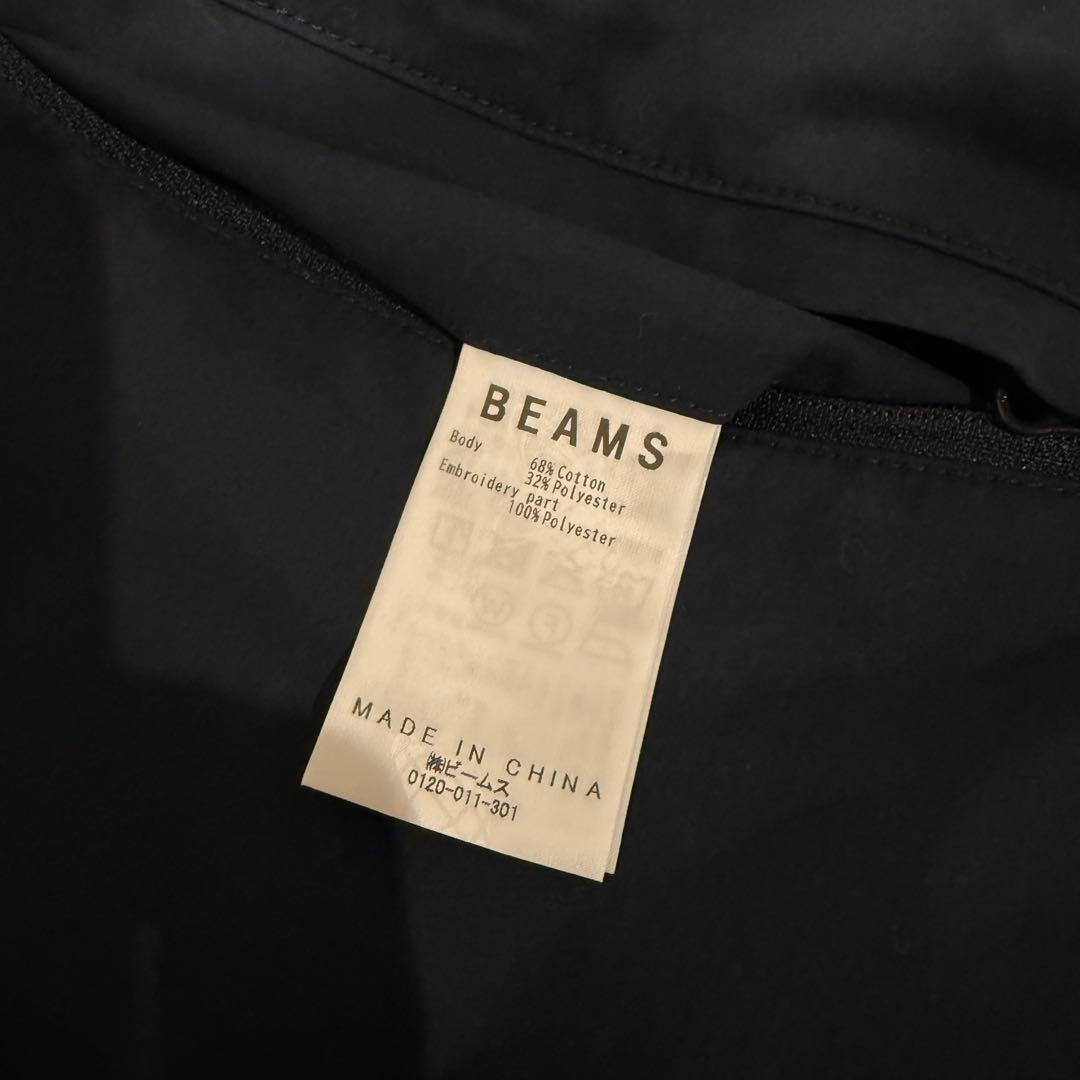 BEAMS
Body
68%Cotton
32%Polyester
Embroidery part
100%Polyester
MADE IN CHINA
㈱ビームス
0120-011-301